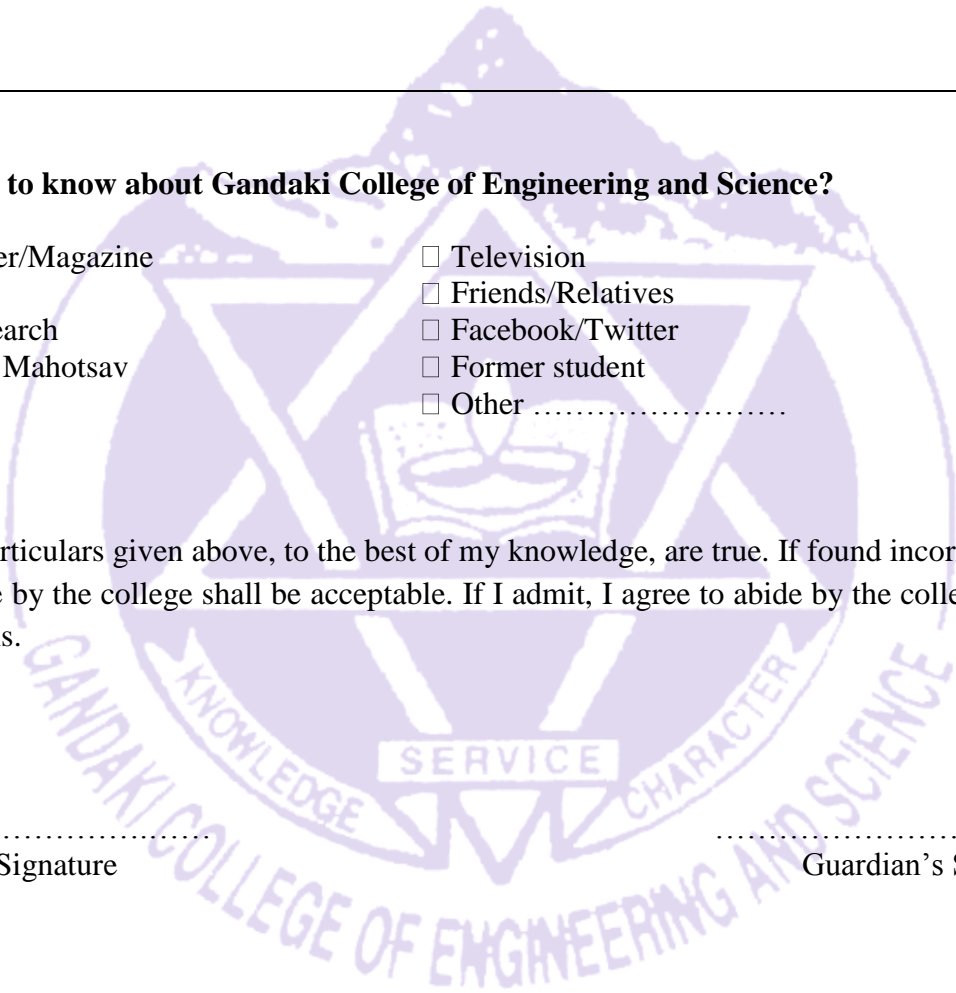 to know about Gandaki College of Engineering and Science?
er/Magazine
☐ Television
☐ Friends/Relatives
earch
☐ Facebook/Twitter
Mahotsav
☐ Former student
☐ Other ……………………
rticulars given above, to the best of my knowledge, are true. If found incor
e by the college shall be acceptable. If I admit, I agree to abide by the colle
s.
KNOWLEDGE
SERVICE
CHARACTER
GANDAKI COLLEGE OF ENGINEERING AND SCIENCE
…………………
Signature
……………………
Guardian’s S